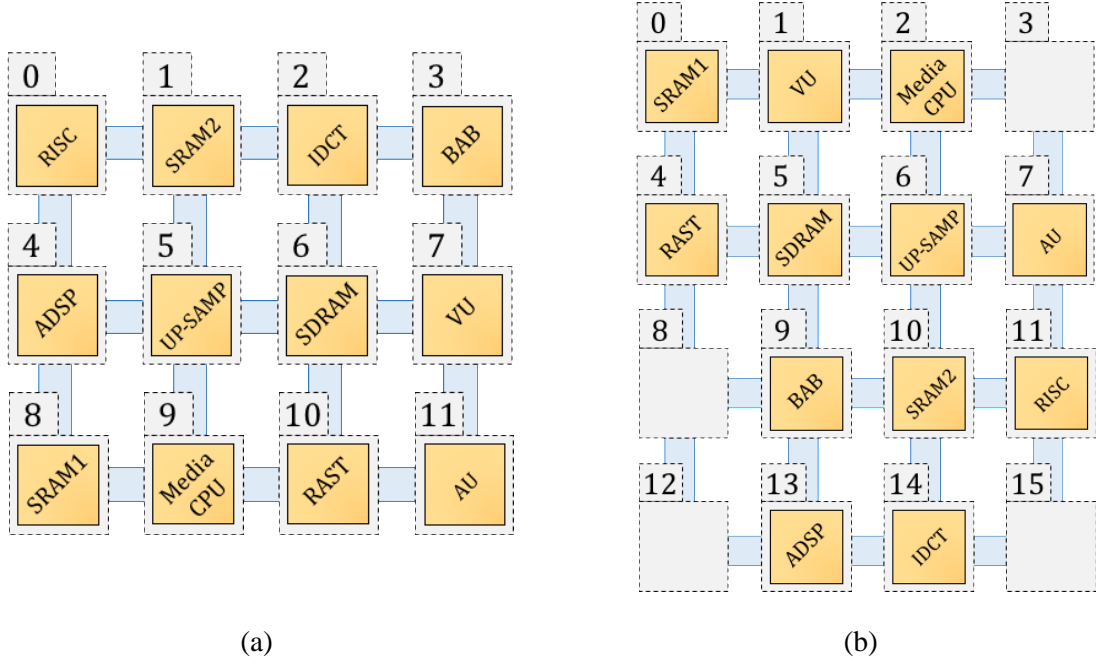 0 1 2 3
RISC SRAM2 IDCT BAB
4 5 6 7
ADSP UP-SAMP SDRAM VU
8 9 10 11
SRAM1 Media CPU RAST AU
(a)
0 1 2 3
SRAM1 VU Media CPU
4 5 6 7
RAST SDRAM UP-SAMP AU
8 9 10 11
BAB SRAM2 RISC
12 13 14 15
ADSP IDCT
(b)